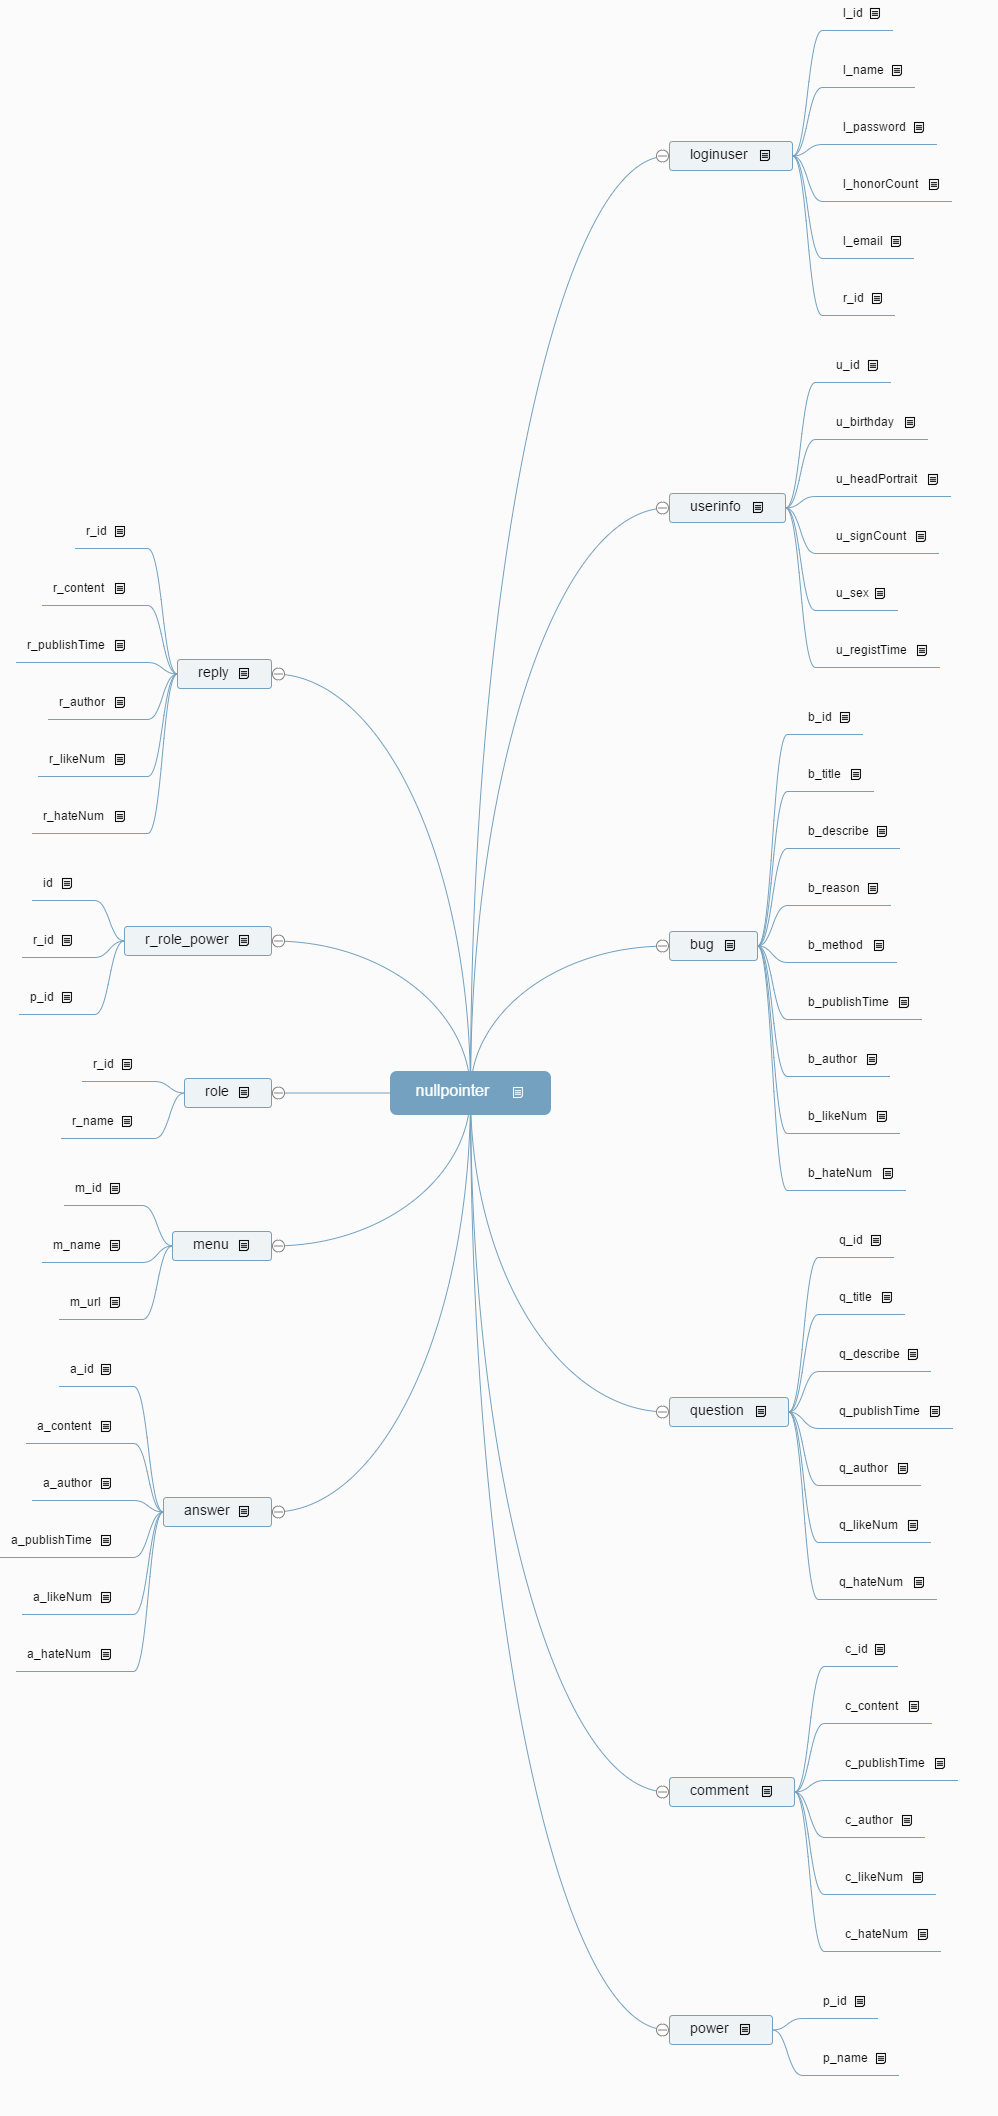 nullpointer
loginuser
l_id
l_name
l_password
l_honorCount
l_email
r_id
userinfo
u_id
u_birthday
u_headPortrait
u_signCount
u_sex
u_registTime
bug
b_id
b_title
b_describe
b_reason
b_method
b_publishTime
b_author
b_likeNum
b_hateNum
question
q_id
q_title
q_describe
q_publishTime
q_author
q_likeNum
q_hateNum
comment
c_id
c_content
c_publishTime
c_author
c_likeNum
c_hateNum
power
p_id
p_name
reply
r_id
r_content
r_publishTime
r_author
r_likeNum
r_hateNum
r_role_power
id
r_id
p_id
role
r_id
r_name
menu
m_id
m_name
m_url
answer
a_id
a_content
a_author
a_publishTime
a_likeNum
a_hateNum